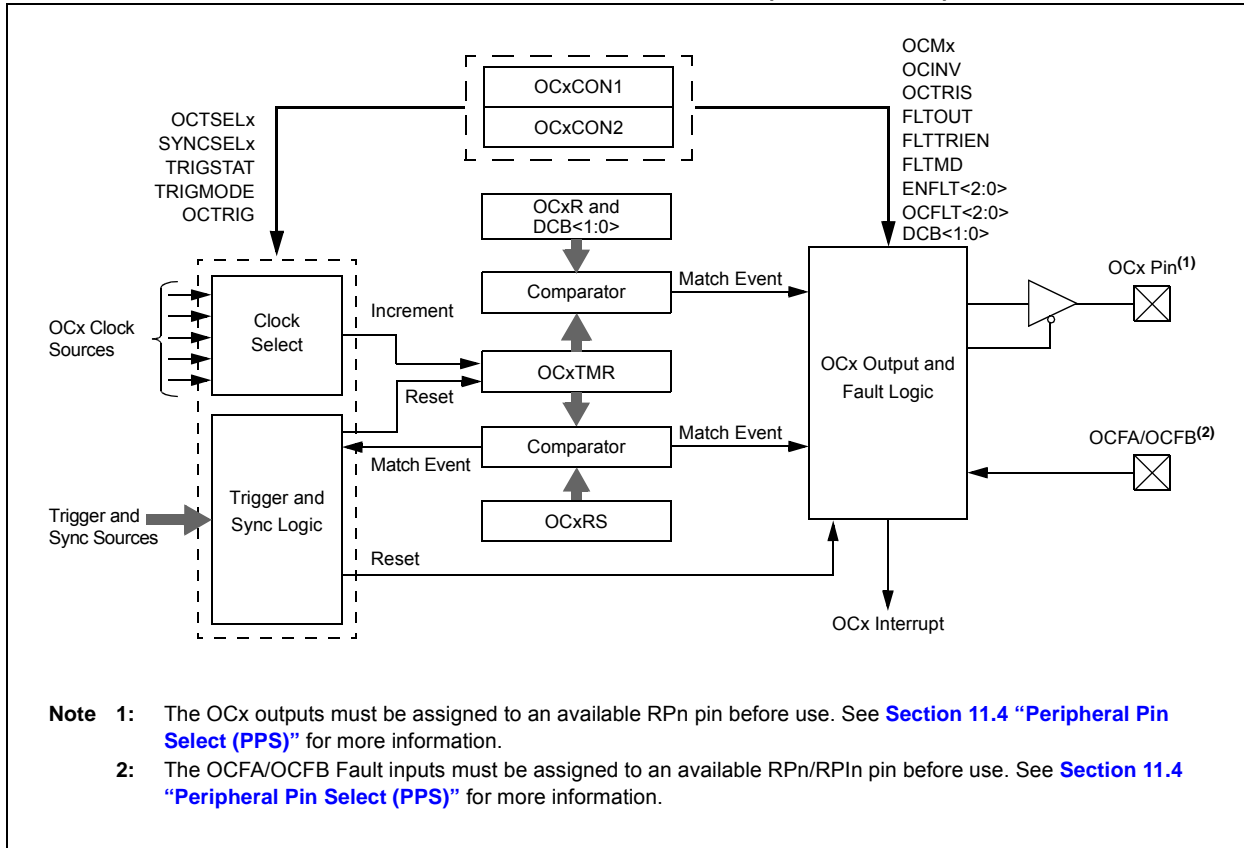 OCxCON1
OCxCON2
OCTSELx
SYNCSELx
TRIGSTAT
TRIGMODE
OCTRIG
OCMx
OCINV
OCTRIS
FLTOUT
FLTTRIEN
FLTMD
ENFLT<2:0>
OCFLT<2:0>
DCB<1:0>
OCxR and
DCB<1:0>
Comparator
Match Event
OCx Pin(1)
OCx Clock
Sources
Clock
Select
Increment
OCxTMR
Reset
OCx Output and
Fault Logic
Comparator
Match Event
Match Event
OCFA/OCFB(2)
Trigger and
Sync Sources
Trigger and
Sync Logic
OCxRS
Reset
OCx Interrupt
Note 1: The OCx outputs must be assigned to an available RPn pin before use. See Section 11.4 “Peripheral Pin
Select (PPS)” for more information.
2: The OCFA/OCFB Fault inputs must be assigned to an available RPn/RPIn pin before use. See Section 11.4
“Peripheral Pin Select (PPS)” for more information.